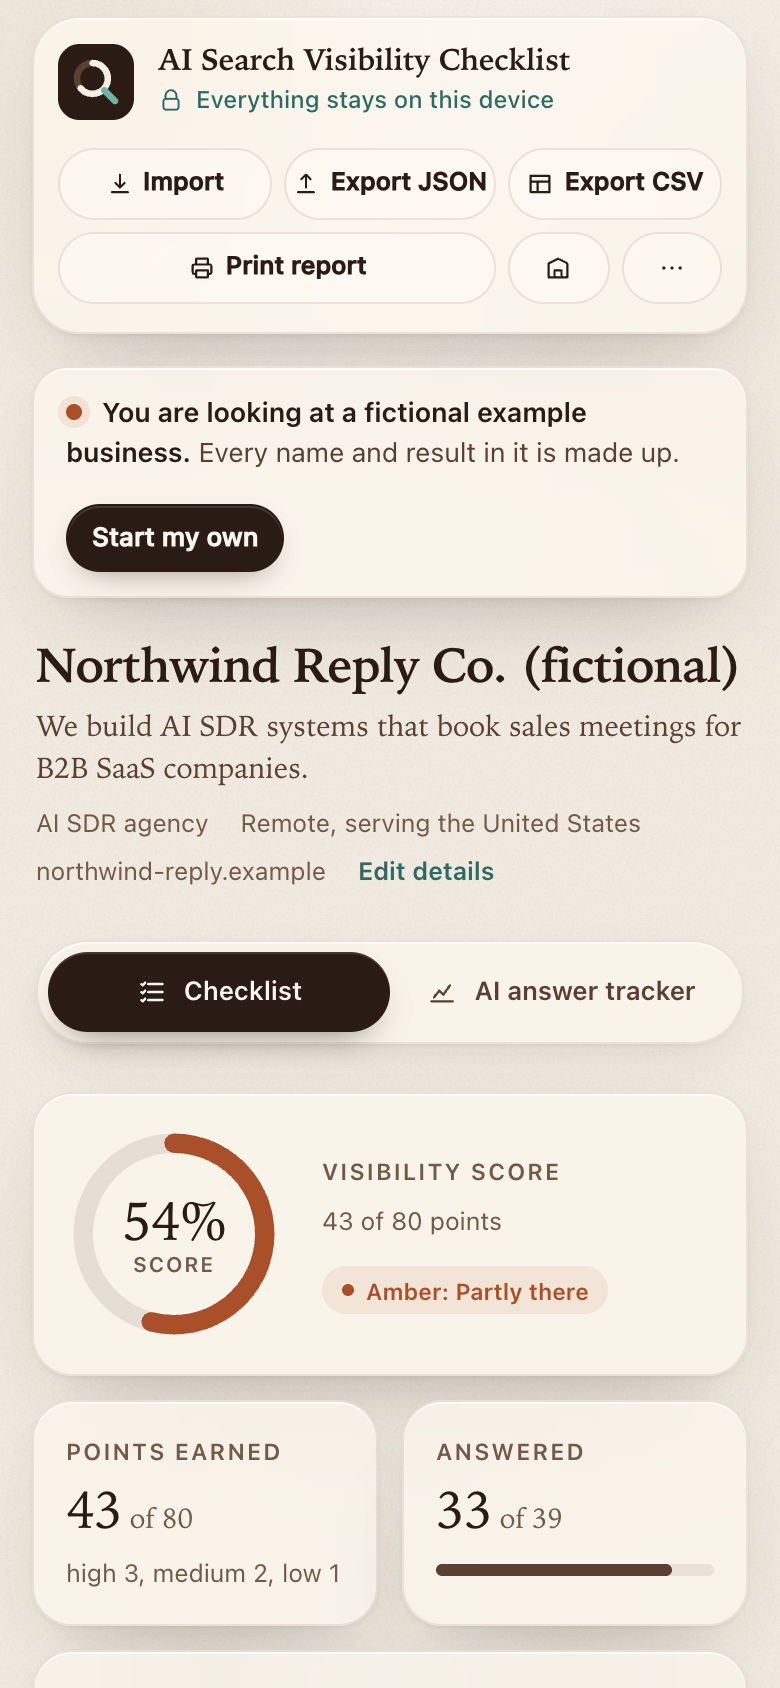 AI Search Visibility Checklist
Everything stays on this device
Import
Export JSON
Export CSV
Print report
You are looking at a fictional example
business. Every name and result in it is made up.
Start my own
Northwind Reply Co. (fictional)
We build AI SDR systems that book sales meetings for
B2B SaaS companies.
AI SDR agency
Remote, serving the United States
northwind-reply.example
Edit details
Checklist
AI answer tracker
54%
SCORE
VISIBILITY SCORE
43 of 80 points
Amber: Partly there
POINTS EARNED
43 of 80
high 3, medium 2, low 1
ANSWERED
33 of 39